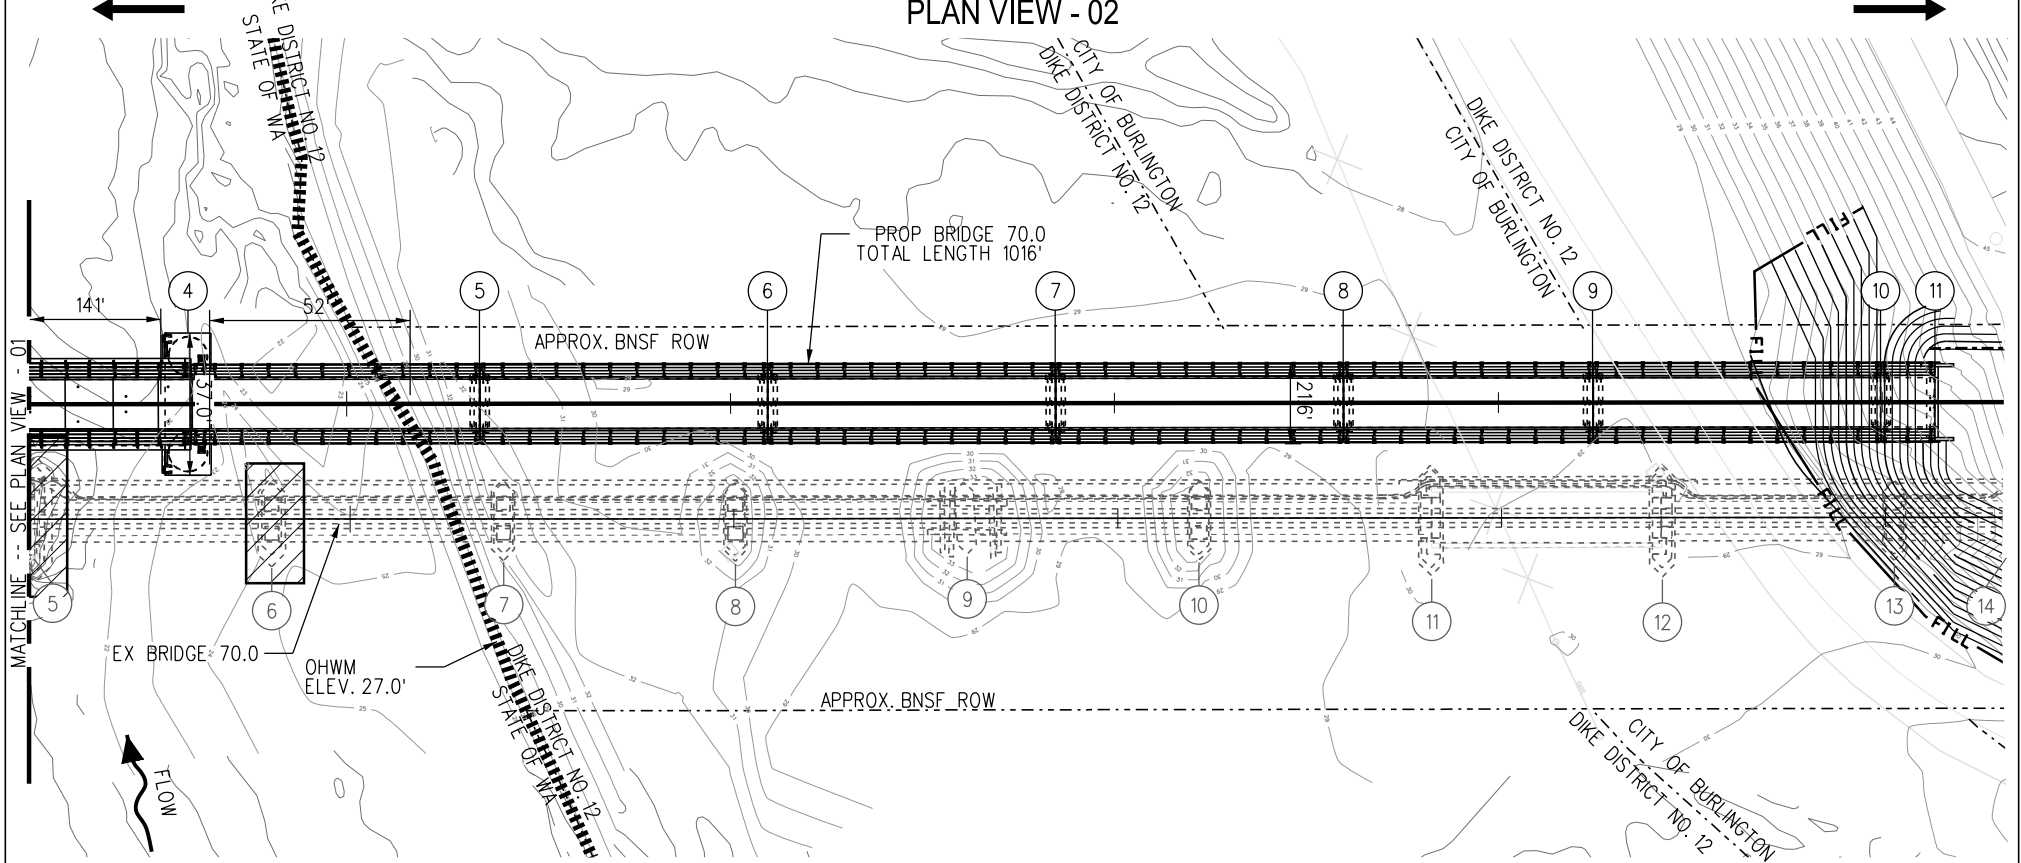 PLAN VIEW - 02
DIKE DISTRICT NO. 12
STATE OF WA
CITY OF BURLINGTON
DIKE DISTRICT NO. 12
DIKE DISTRICT NO. 12
CITY OF BURLINGTON
PROP BRIDGE 70.0
TOTAL LENGTH 1016'
141'
4
52'
5
6
7
8
9
10
11
APPROX. BNSF ROW
FILL
37.0'
21.6'
MATCHLINE -- SEE PLAN VIEW - 01
5
6
7
8
9
10
11
12
13
14
FILL
FILL
EX BRIDGE 70.0
OHWM
ELEV. 27.0'
DIKE DISTRICT NO. 12
STATE OF WA
APPROX. BNSF ROW
CITY OF BURLINGTON
DIKE DISTRICT NO. 12
FLOW